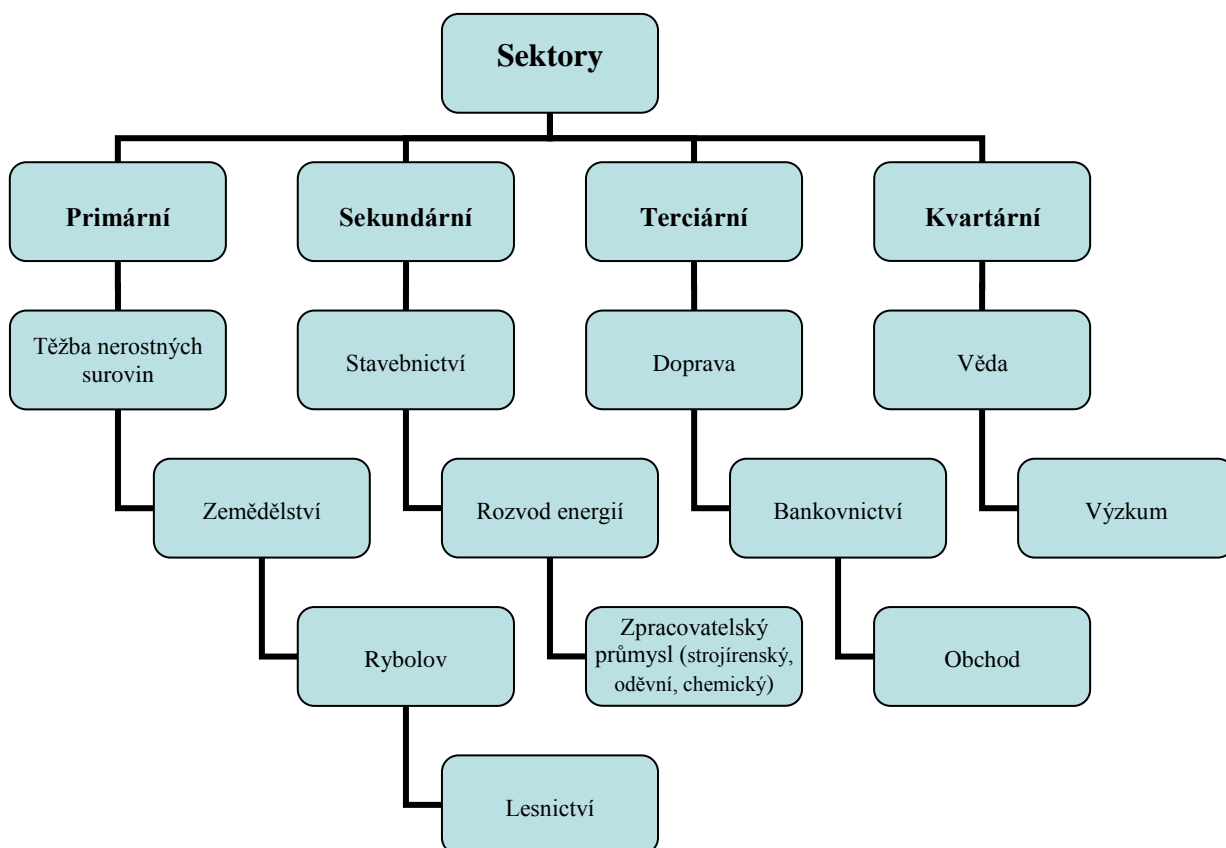 Sektory
Primární
Sekundární
Terciární
Kvartární
Těžba nerostných
surovin
Stavebnictví
Doprava
Věda
Zemědělství
Rozvod energií
Bankovnictví
Výzkum
Rybolov
Zpracovatelský
průmysl (strojírenský,
oděvní, chemický)
Obchod
Lesnictví